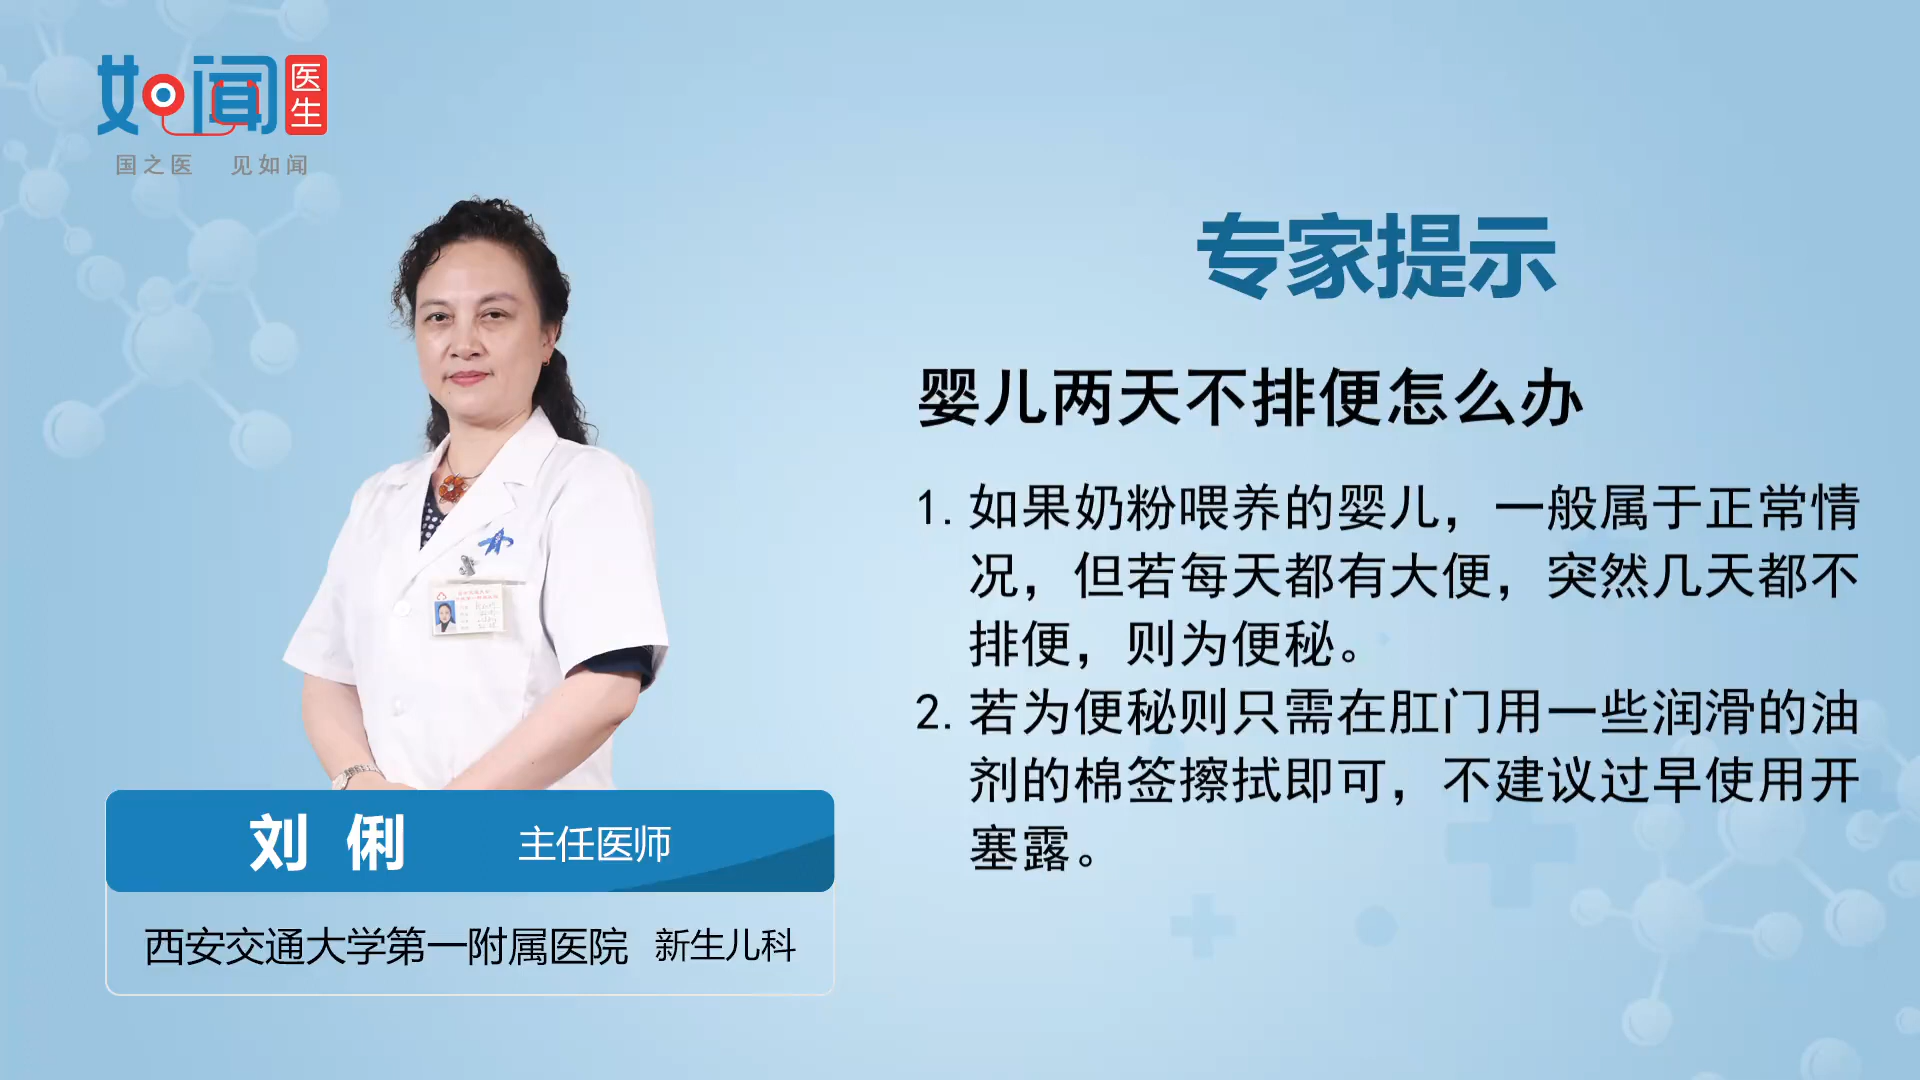 如闻医生
国之医 见如闻
专家提示
婴儿两天不排便怎么办
1.如果奶粉喂养的婴儿，一般属于正常情
况，但若每天都有大便，突然几天都不
排便，则为便秘。
2.若为便秘则只需在肛门用一些润滑的油
剂的棉签擦拭即可，不建议过早使用开
塞露。
刘俐 主任医师
西安交通大学第一附属医院 新生儿科